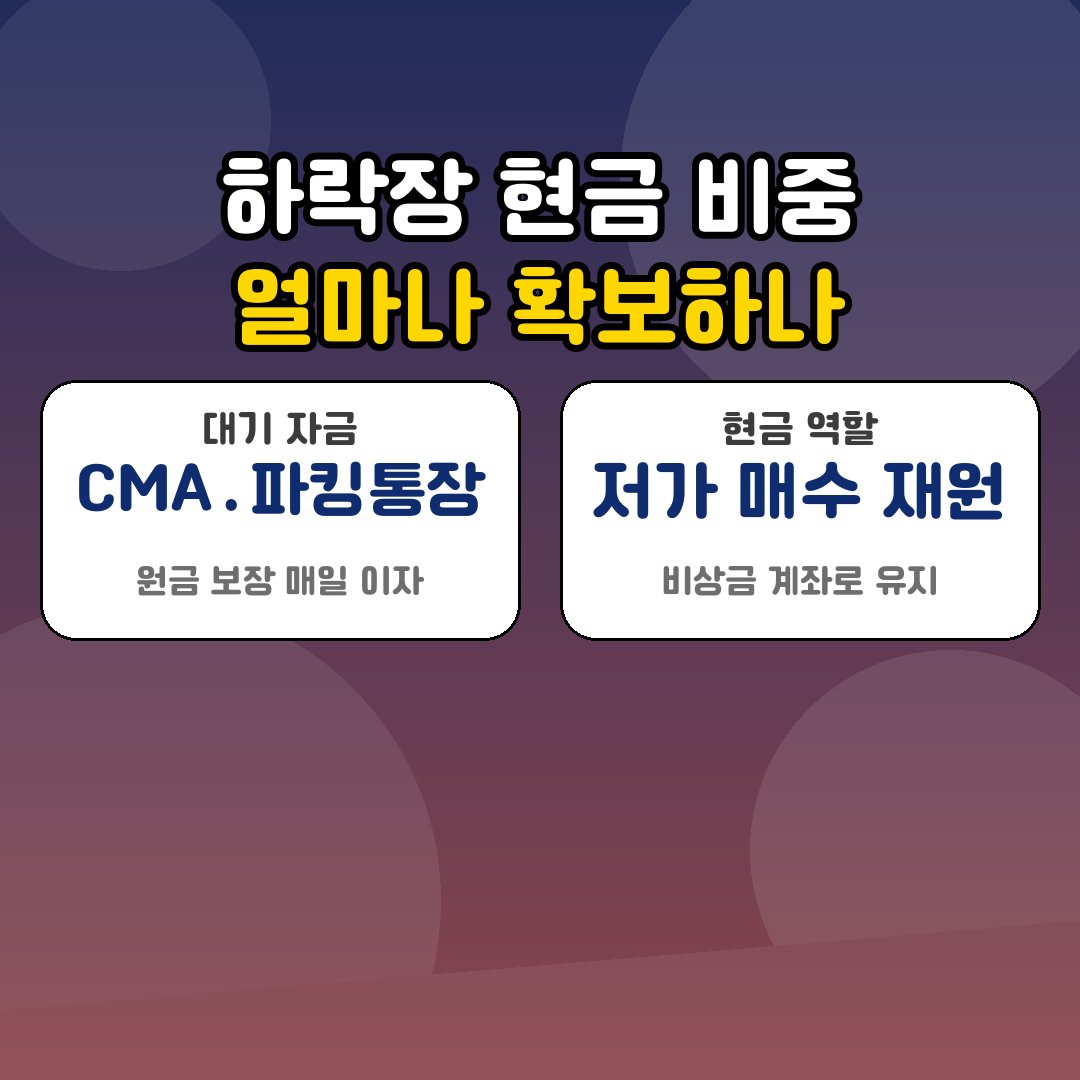 하락장 현금 비중
얼마나 확보하나
대기 자금
CMA.파킹통장
원금 보장 매일 이자
현금 역할
저가 매수 재원
비상금 계좌로 유지